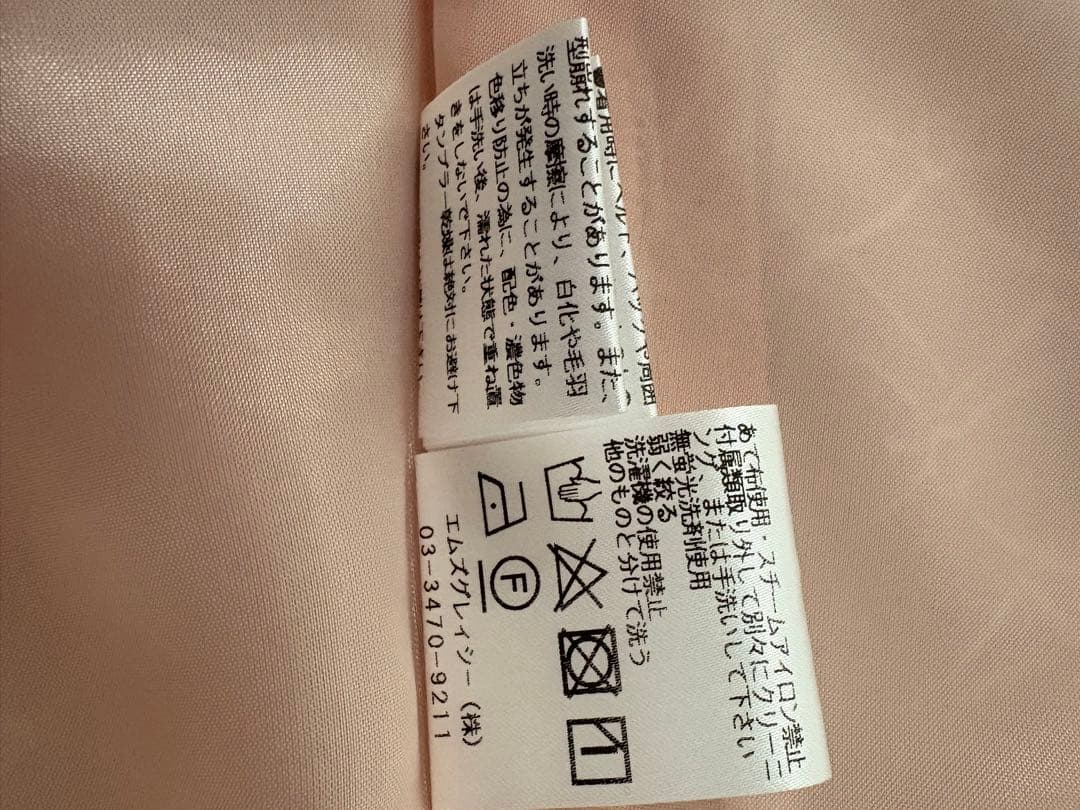 型崩れすることがあります。また、
洗い時の摩擦により、白化や毛羽
立ちが発生することがあります。
色移り防止の為に、配色・濃色物
は手洗い後、濡れた状態で重ね置
きをしないで下さい。
タンブラー乾燥は絶対にお避け下
さい。
あて布使用・スチームアイロン禁止
付属類取り外して別々にクリーニ
ング、または手洗いして下さい
無蛍光洗剤使用
弱く絞る
洗濯機の使用禁止
他のものと分けて洗う
F
エムズグレイシー(株)
03-3470-9211